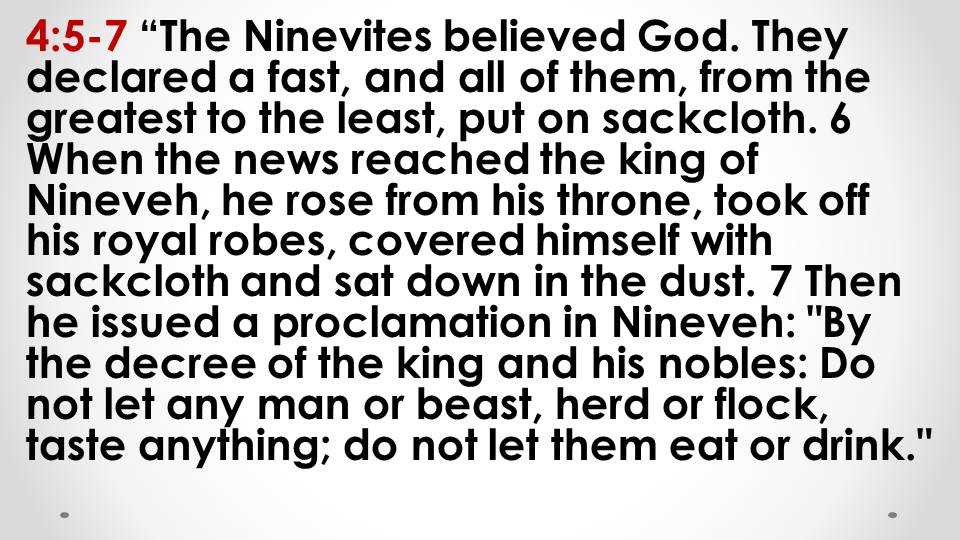 4:5-7 “The Ninevites believed God. They
declared a fast, and all of them, from the
greatest to the least, put on sackcloth. 6
When the news reached the king of
Nineveh, he rose from his throne, took off
his royal robes, covered himself with
sackcloth and sat down in the dust. 7 Then
he issued a proclamation in Nineveh: "By
the decree of the king and his nobles: Do
not let any man or beast, herd or flock,
taste anything; do not let them eat or drink."